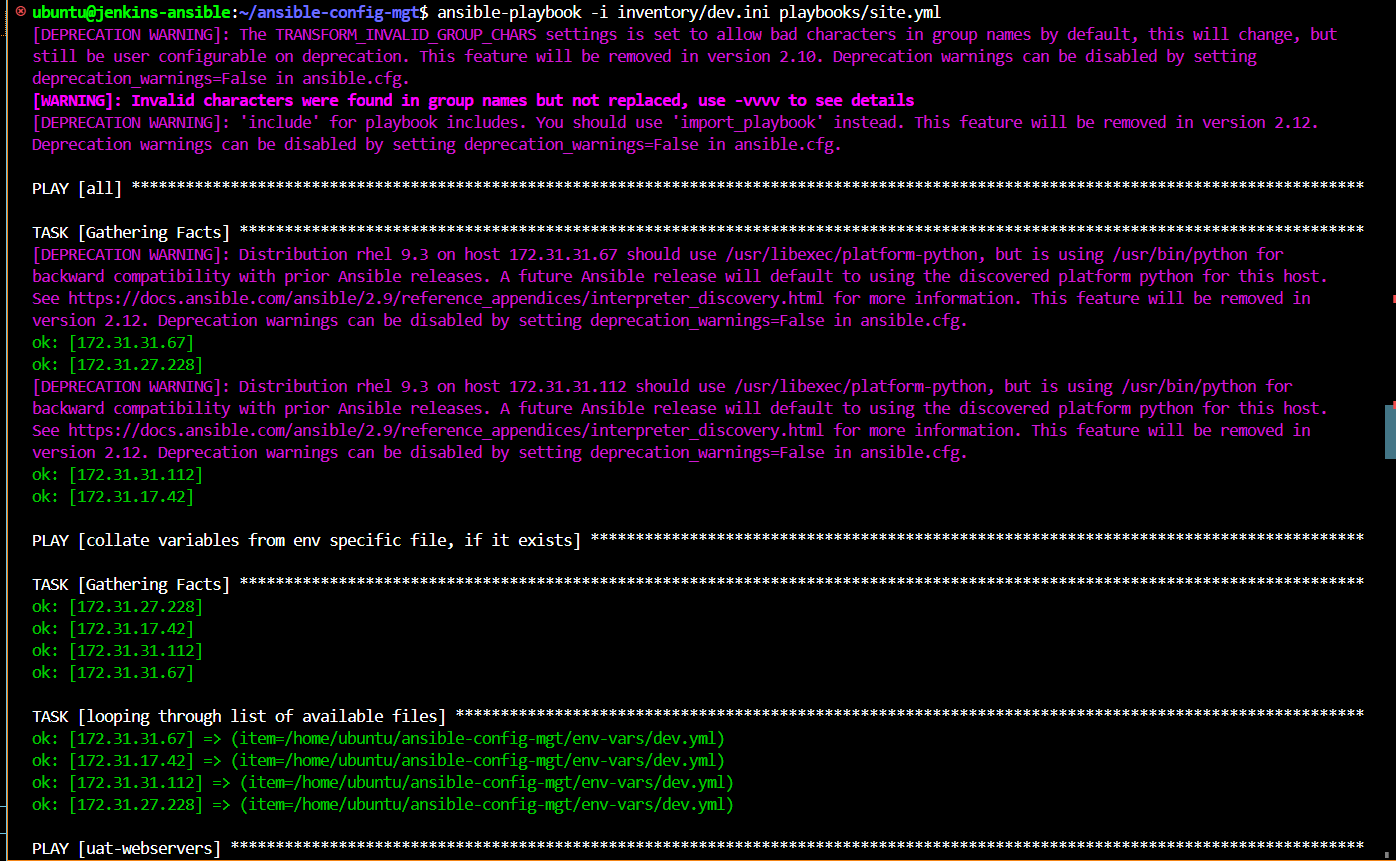 ubuntu@jenkins-ansible:~/ansible-config-mgt$ ansible-playbook -i inventory/dev.ini playbooks/site.yml
[DEPRECATION WARNING]: The TRANSFORM_INVALID_GROUP_CHARS settings is set to allow bad characters in group names by default, this will change, but
still be user configurable on deprecation. This feature will be removed in version 2.10. Deprecation warnings can be disabled by setting
deprecation_warnings=False in ansible.cfg.
[WARNING]: Invalid characters were found in group names but not replaced, use -vvvv to see details
[DEPRECATION WARNING]: 'include' for playbook includes. You should use 'import_playbook' instead. This feature will be removed in version 2.12.
Deprecation warnings can be disabled by setting deprecation_warnings=False in ansible.cfg.
PLAY [all] *****************************************************************************************************************************************
TASK [Gathering Facts] *****************************************************************************************************************************
[DEPRECATION WARNING]: Distribution rhel 9.3 on host 172.31.31.67 should use /usr/libexec/platform-python, but is using /usr/bin/python for
backward compatibility with prior Ansible releases. A future Ansible release will default to using the discovered platform python for this host.
See https://docs.ansible.com/ansible/2.9/reference_appendices/interpreter_discovery.html for more information. This feature will be removed in
version 2.12. Deprecation warnings can be disabled by setting deprecation_warnings=False in ansible.cfg.
ok: [172.31.31.67]
ok: [172.31.27.228]
[DEPRECATION WARNING]: Distribution rhel 9.3 on host 172.31.31.112 should use /usr/libexec/platform-python, but is using /usr/bin/python for
backward compatibility with prior Ansible releases. A future Ansible release will default to using the discovered platform python for this host.
See https://docs.ansible.com/ansible/2.9/reference_appendices/interpreter_discovery.html for more information. This feature will be removed in
version 2.12. Deprecation warnings can be disabled by setting deprecation_warnings=False in ansible.cfg.
ok: [172.31.31.112]
ok: [172.31.17.42]
PLAY [collate variables from env specific file, if it exists] **************************************************************************************
TASK [Gathering Facts] *****************************************************************************************************************************
ok: [172.31.27.228]
ok: [172.31.17.42]
ok: [172.31.31.112]
ok: [172.31.31.67]
TASK [looping through list of available files] *****************************************************************************************************
ok: [172.31.31.67] => (item=/home/ubuntu/ansible-config-mgt/env-vars/dev.yml)
ok: [172.31.17.42] => (item=/home/ubuntu/ansible-config-mgt/env-vars/dev.yml)
ok: [172.31.31.112] => (item=/home/ubuntu/ansible-config-mgt/env-vars/dev.yml)
ok: [172.31.27.228] => (item=/home/ubuntu/ansible-config-mgt/env-vars/dev.yml)
PLAY [uat-webservers] ******************************************************************************************************************************